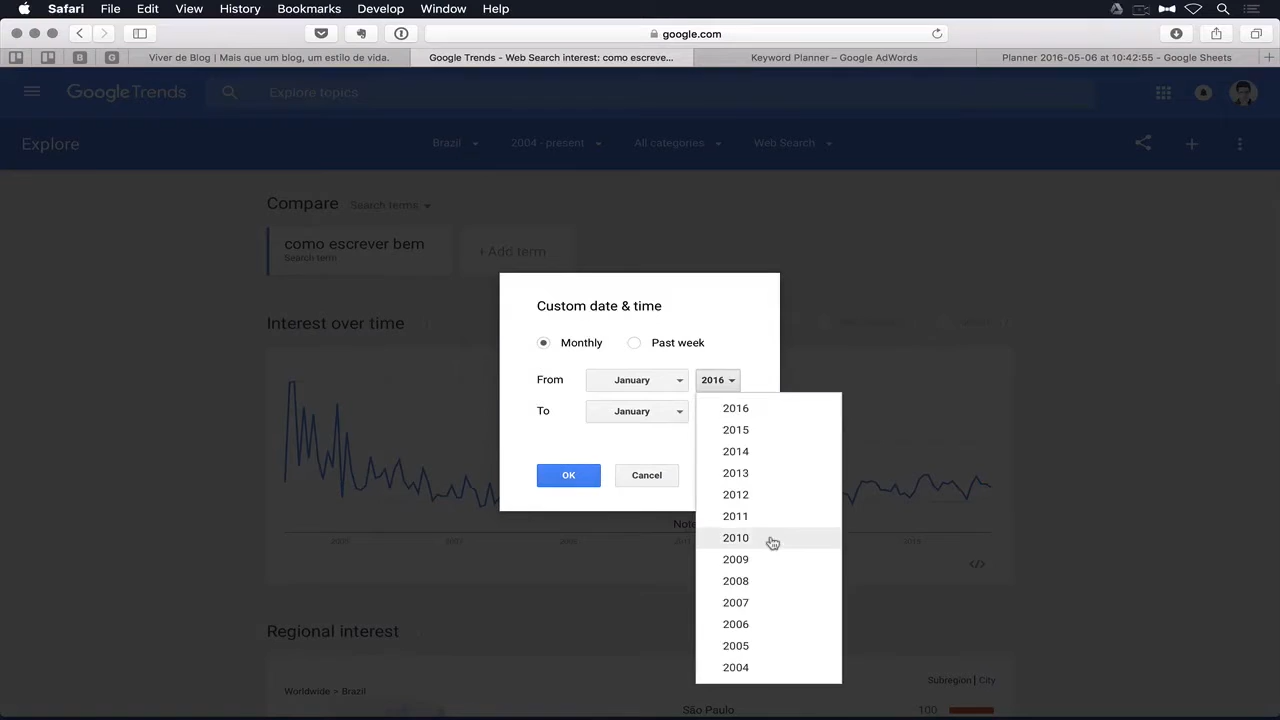 Safari File Edit View History Bookmarks Develop Window Help
google.com
B G Viver de Blog | Mais que um blog, um estilo de vida. Google Trends - Web Search interest: como escreve... Keyword Planner – Google AdWords Planner 2016-05-06 at 10:42:55 - Google Sheets
Google Trends Explore topics
Explore Brazil 2004 - present All categories Web Search
Compare Search terms
como escrever bem
Search term
+Add term
Custom date & time
Interest over time
Monthly Past week
From January 2016
To January
2016
2015
2014
2013
2012
2011
2010
2009
2008
2007
2006
2005
2004
OK Cancel
Note
2005 2007
</>
Regional interest
Subregion | City
Worldwide > Brazil
São Paulo 100